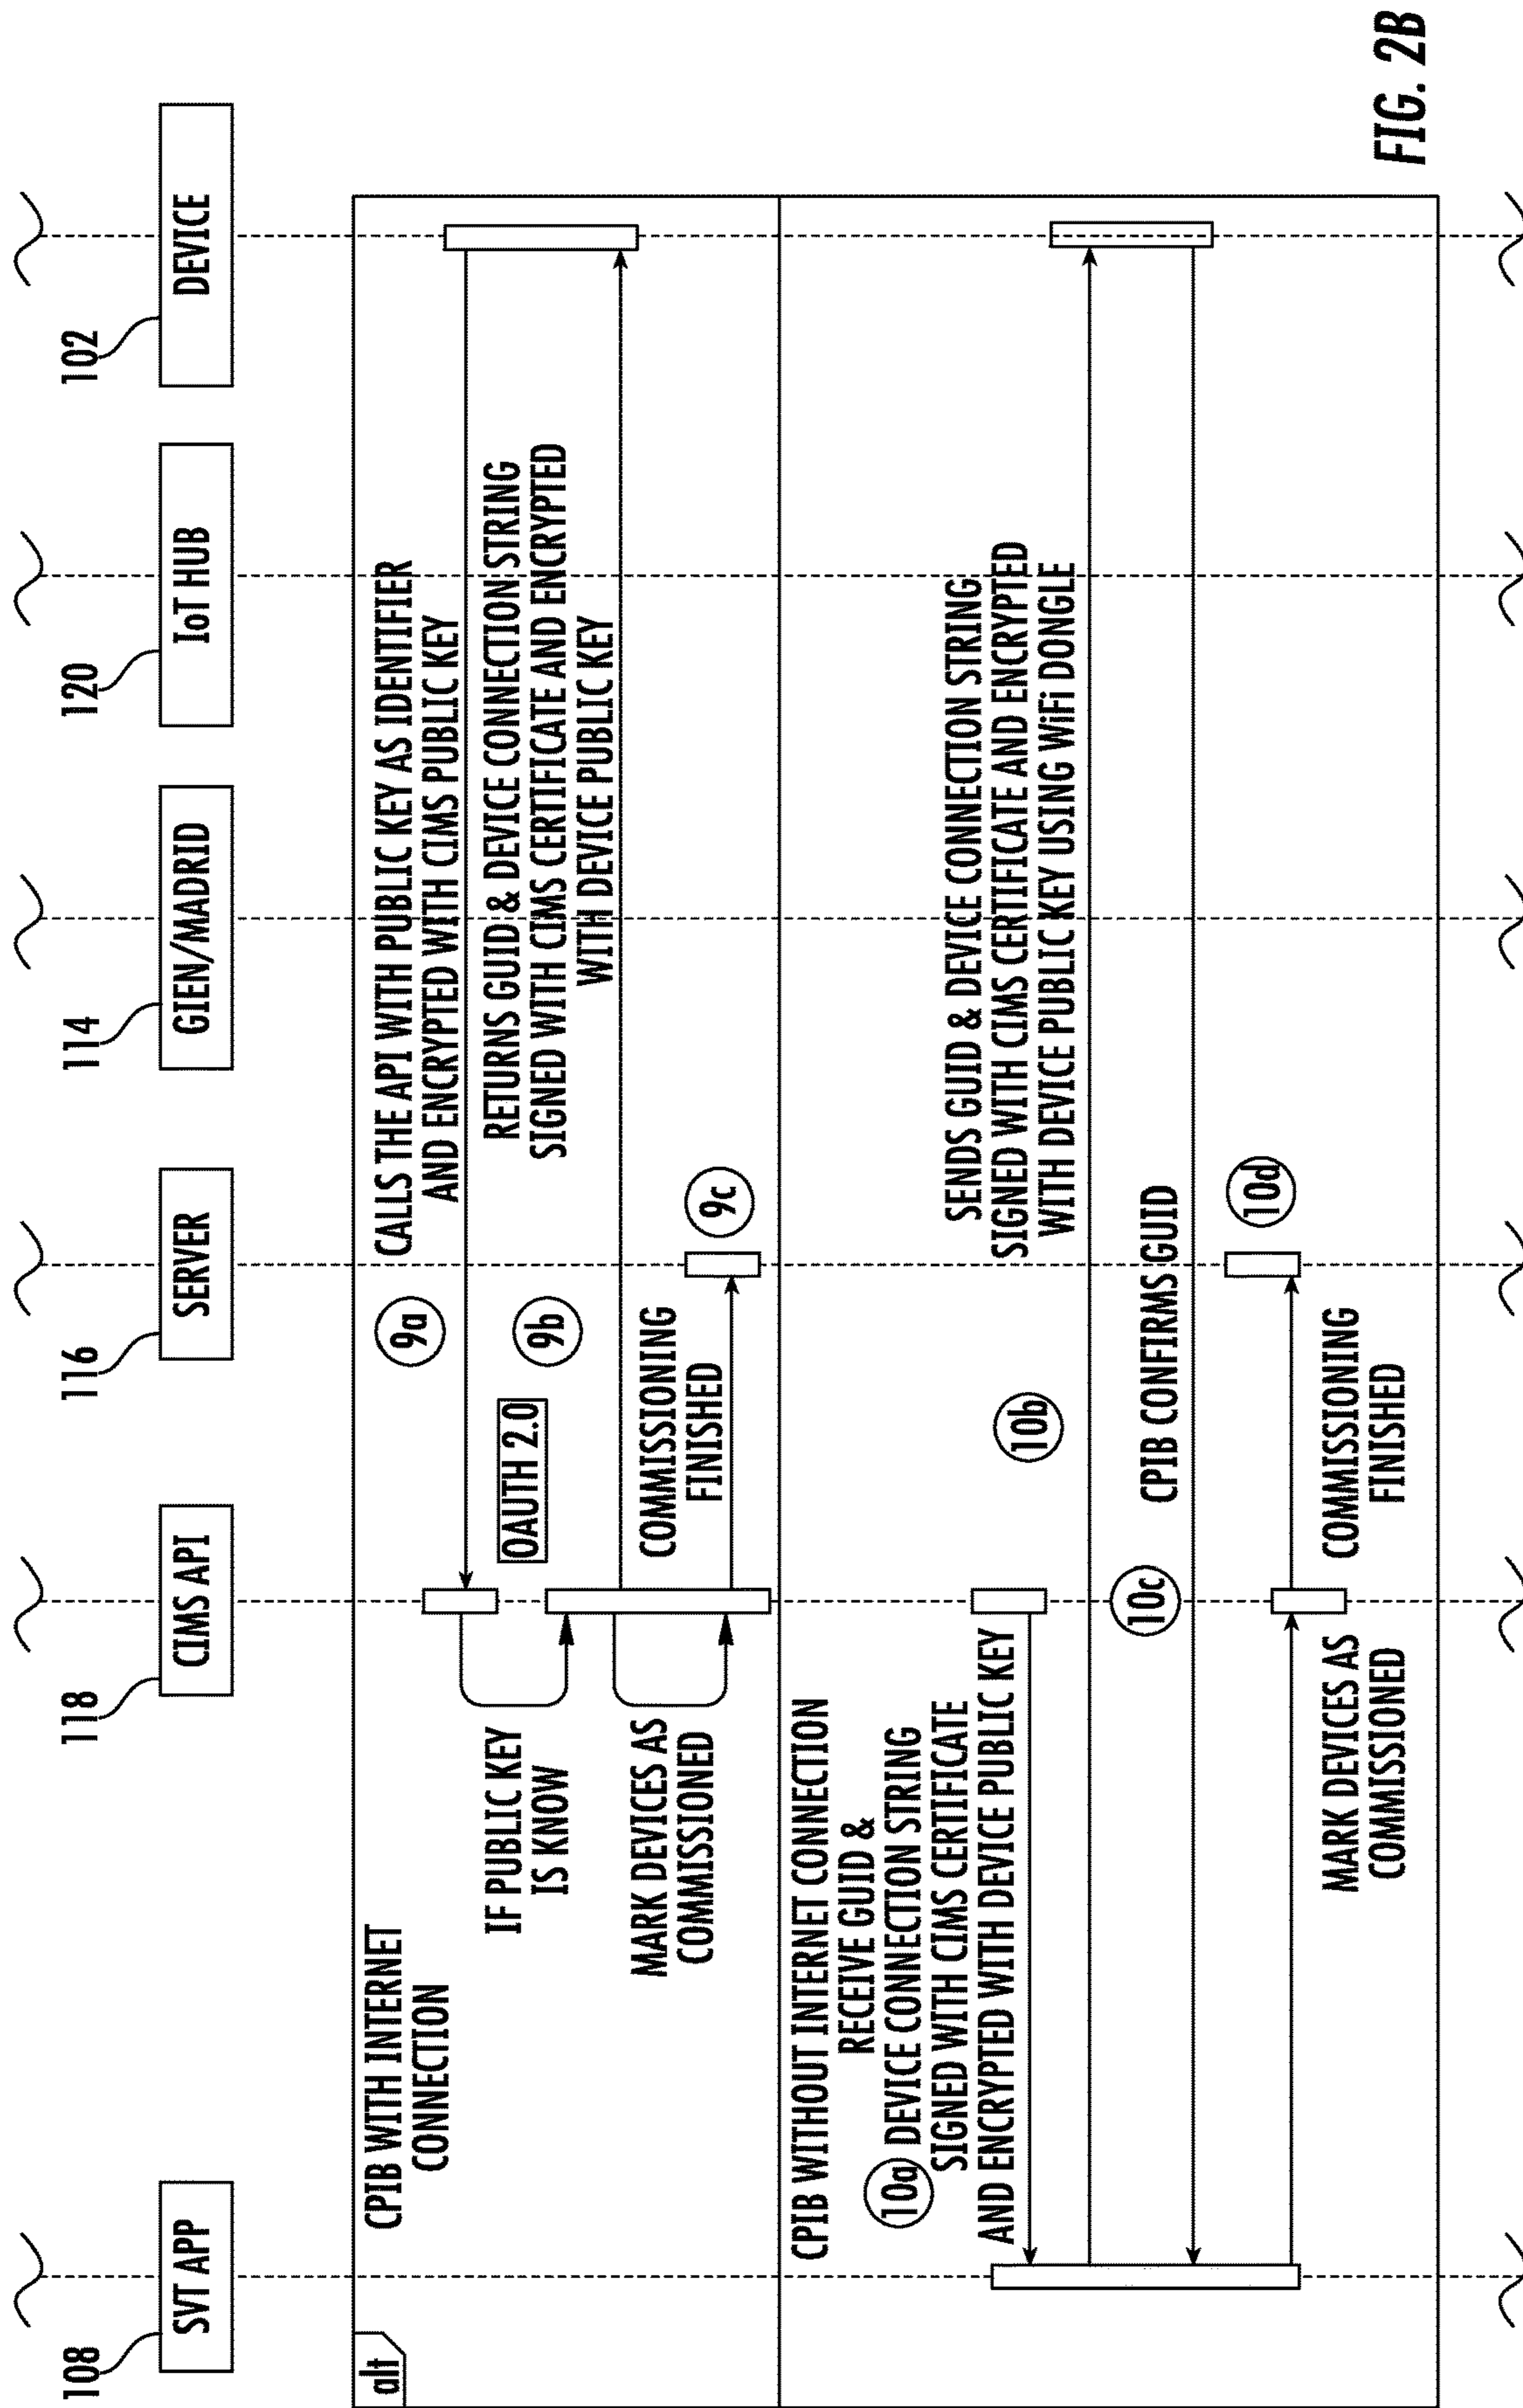 108
SVT APP
118
CIMS API
116
SERVER
114
GIEN/MADRID
120
IoT HUB
102
DEVICE
alt
CPIB WITH INTERNET
CONNECTION
9a
CALLS THE API WITH PUBLIC KEY AS IDENTIFIER
AND ENCRYPTED WITH CIMS PUBLIC KEY
IF PUBLIC KEY
IS KNOW
OAUTH 2.0
9b
RETURNS GUID & DEVICE CONNECTION STRING
SIGNED WITH CIMS CERTIFICATE AND ENCRYPTED
WITH DEVICE PUBLIC KEY
MARK DEVICES AS
COMMISSIONED
COMMISSIONING
FINISHED
9c
CPIB WITHOUT INTERNET CONNECTION
RECEIVE GUID &
10a DEVICE CONNECTION STRING
SIGNED WITH CIMS CERTIFICATE
AND ENCRYPTED WITH DEVICE PUBLIC KEY
10b
SENDS GUID & DEVICE CONNECTION STRING
SIGNED WITH CIMS CERTIFICATE AND ENCRYPTED
WITH DEVICE PUBLIC KEY USING WiFi DONGLE
10c
CPIB CONFIRMS GUID
10d
MARK DEVICES AS
COMMISSIONED
COMMISSIONING
FINISHED
FIG. 2B